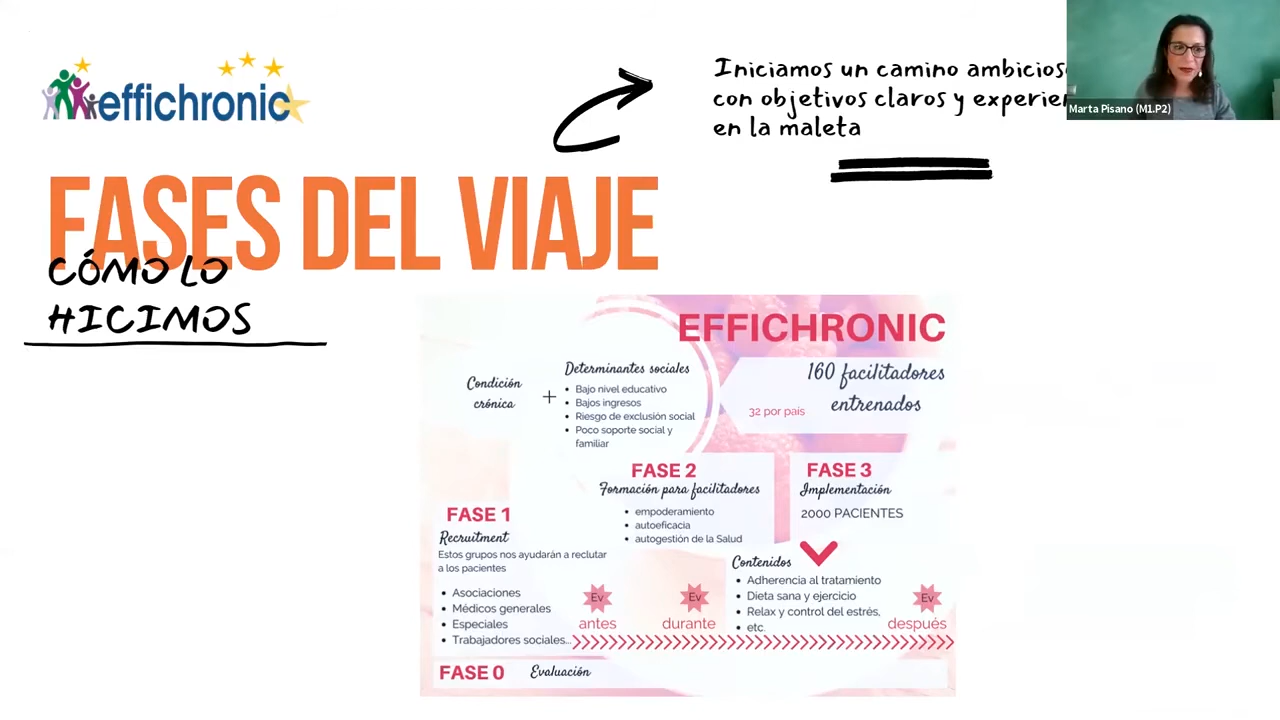 effichronic
Iniciamos un camino ambicios
con objetivos claros y experien
en la maleta
Marta Pisano (M1.P2)
FASES DEL VIAJE
CÓMO LO
HICIMOS
EFFICHRONIC
Condición
crónica
+
Determinantes sociales
• Bajo nivel educativo
• Bajos ingresos
• Riesgo de exclusión social
• Poco soporte social y
familiar
160 facilitadores
entrenados
32 por país
FASE 1
Recruitment
Estos grupos nos ayudarán a reclutar
a los pacientes
• Asociaciones
• Médicos generales
• Especiales
• Trabajadores sociales...
FASE 2
Formación para facilitadores
• empoderamiento
• autoeficacia
• autogestión de la Salud
FASE 3
Implementación
2000 PACIENTES
Contenidos
• Adherencia al tratamiento
• Dieta sana y ejercicio
• Relax y control del estrés,
• etc.
Ev
antes
Ev
durante
Ev
después
FASE 0
Evaluación